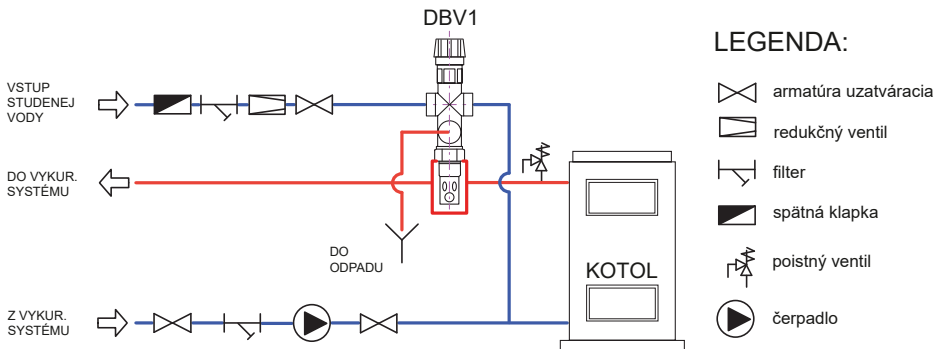 DBV1
VSTUP
STUDENEJ
VODY
DO VYKUR.
SYSTÉMU
DO
ODPADU
KOTOL
Z VYKUR.
SYSTÉMU
LEGENDA:
armatúra uzatváracia
redukčný ventil
filter
spätná klapka
poistný ventil
čerpadlo